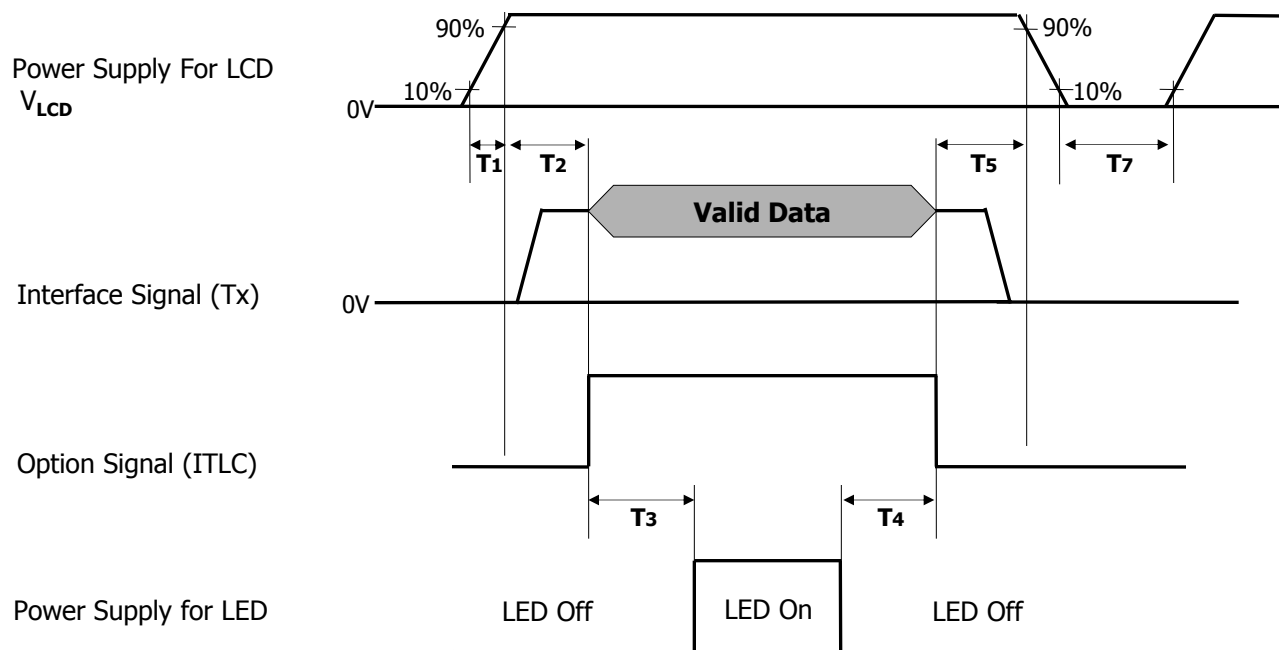 90%
90%
Power Supply For LCD
VLCD
10%
10%
0V
T1
T2
T5
T7
Valid Data
Interface Signal (Tx)
0V
Option Signal (ITLC)
T3
T4
Power Supply for LED
LED Off
LED On
LED Off